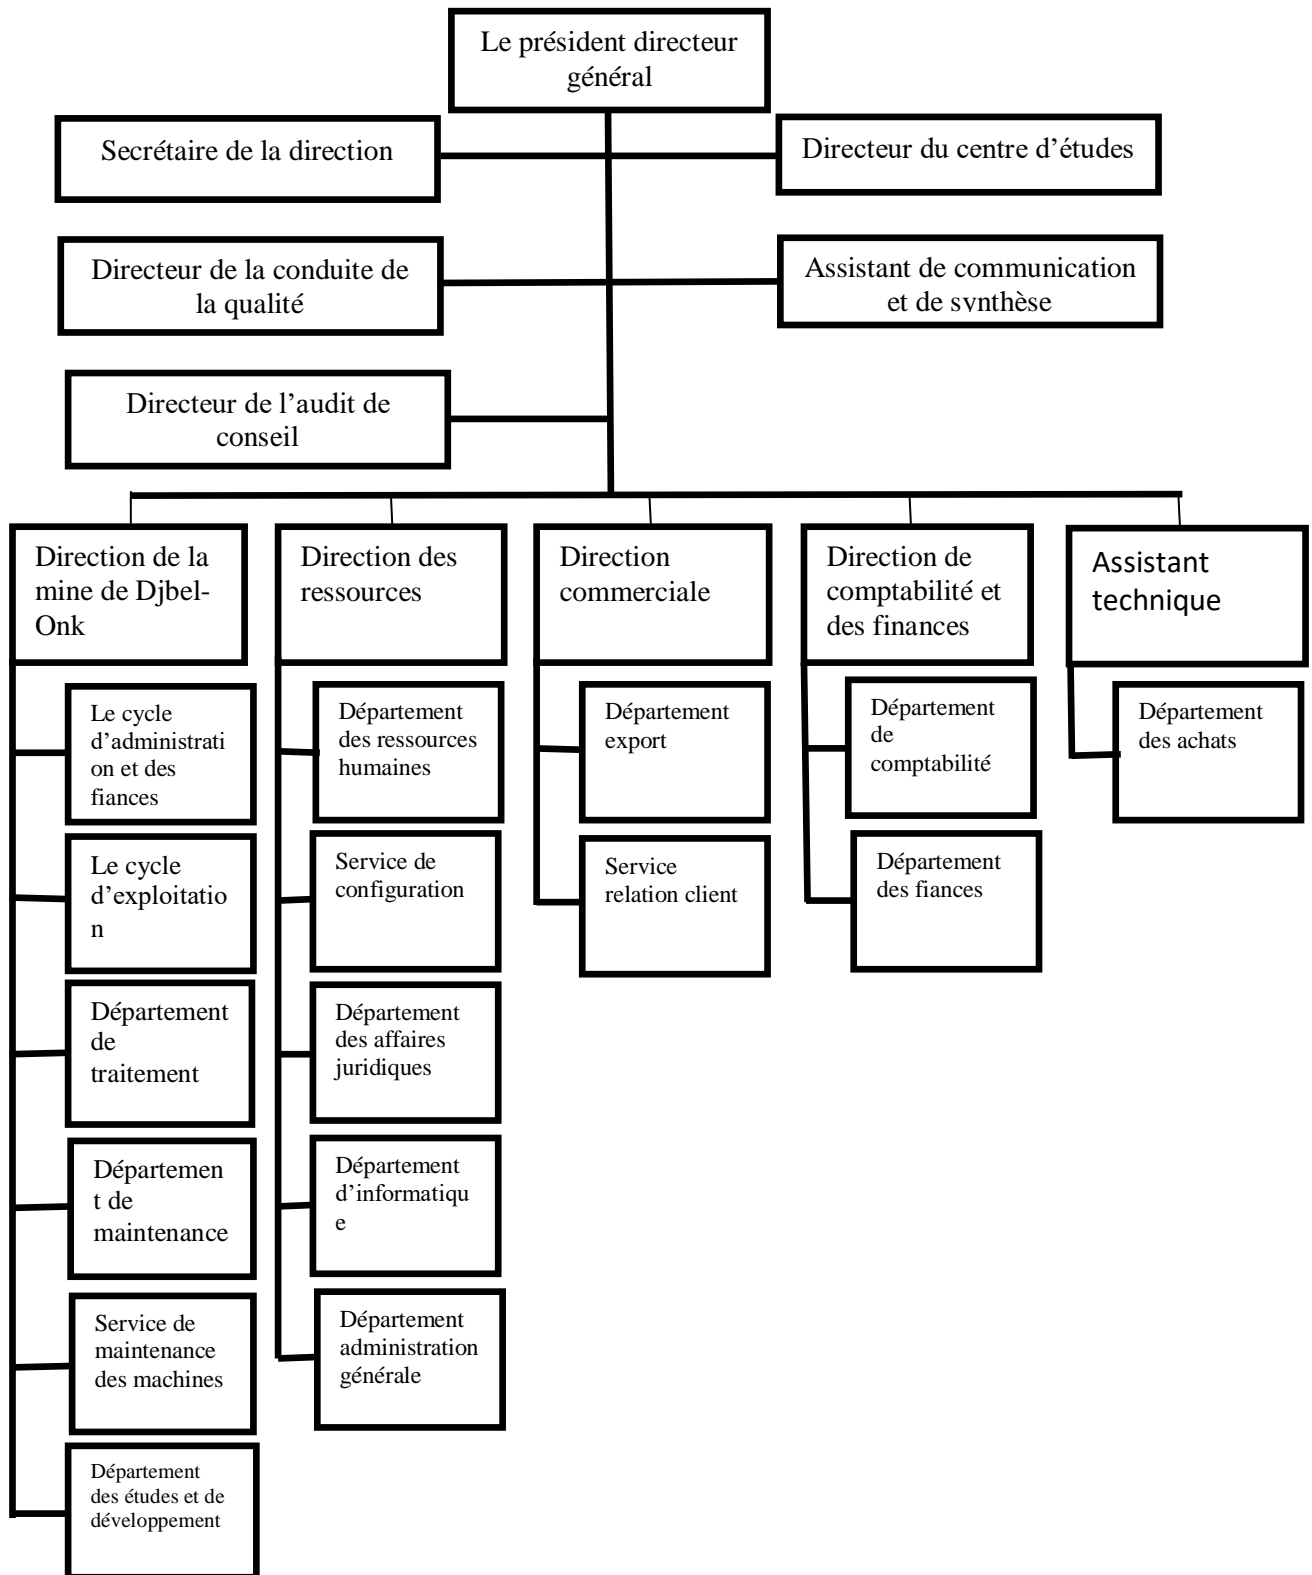 Le président directeur
général
Secrétaire de la direction
Directeur du centre d’études
Directeur de la conduite de
la qualité
Assistant de communication
et de synthèse
Directeur de l’audit de
conseil
Direction de la
mine de Djbel-
Onk
Direction des
ressources
Direction
commerciale
Direction de
comptabilité et
des finances
Assistant
technique
Le cycle
d’administrati
on et des
fiances
Le cycle
d’exploitatio
n
Département
de
traitement
Départemen
t de
maintenance
Service de
maintenance
des machines
Département
des études et de
développement
Département
des ressources
humaines
Service de
configuration
Département
des affaires
juridiques
Département
d’informatiqu
e
Département
administration
générale
Département
export
Service
relation client
Département
de
comptabilité
Département
des fiances
Département
des achats